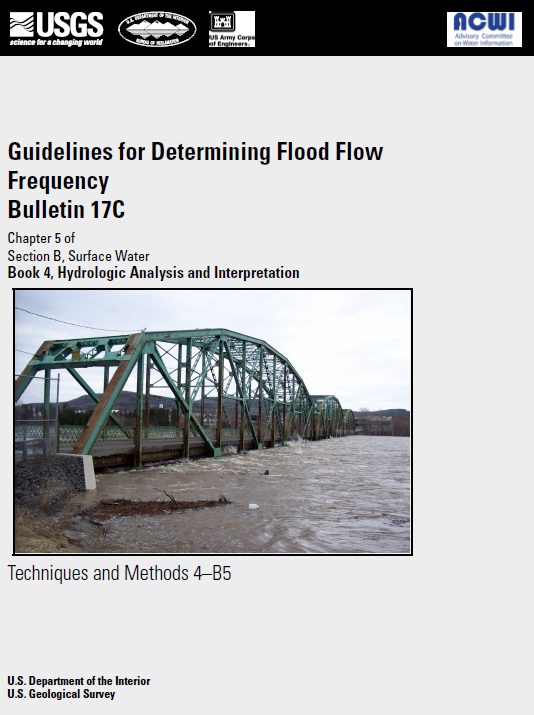 USGS
science for a changing world
U.S. DEPARTMENT OF THE INTERIOR
BUREAU OF RECLAMATION
US Army Corps
of Engineers.
ACWI
Advisory Committee
on Water Information
Guidelines for Determining Flood Flow
Frequency
Bulletin 17C
Chapter 5 of
Section B, Surface Water
Book 4, Hydrologic Analysis and Interpretation
Techniques and Methods 4–B5
U.S. Department of the Interior
U.S. Geological Survey